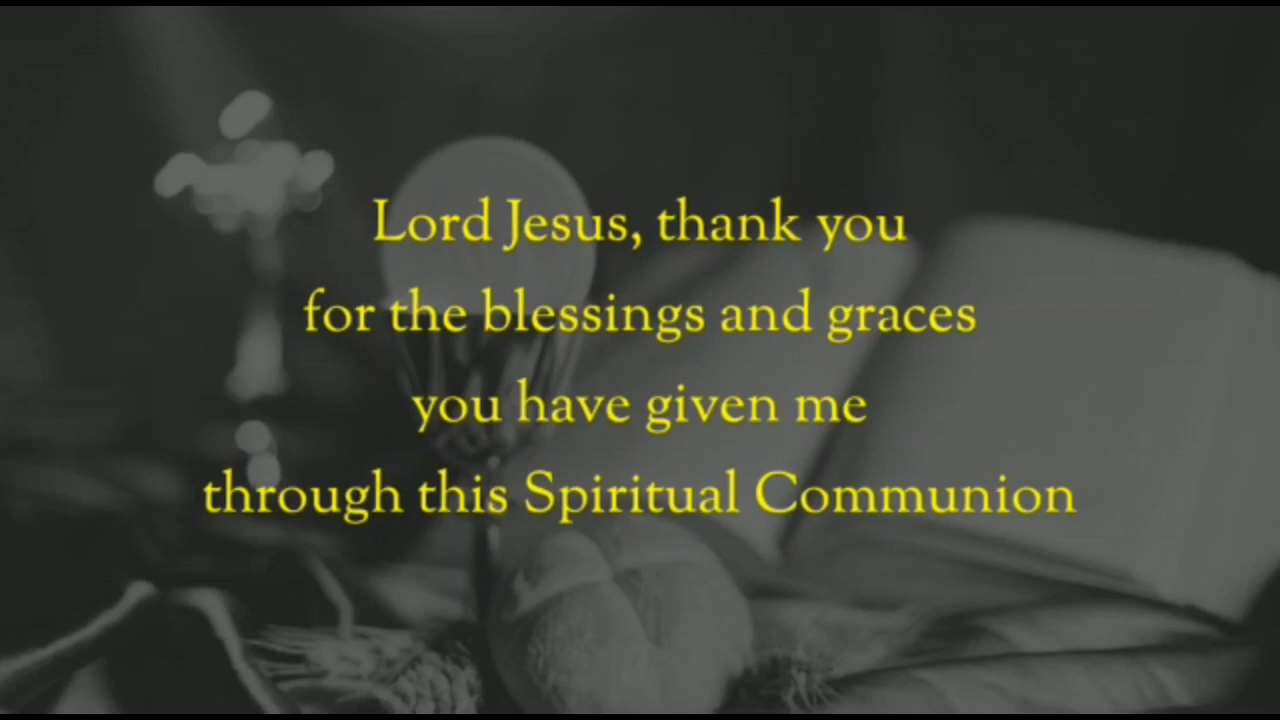 Lord Jesus, thank you
for the blessings and graces
you have given me
through this Spiritual Communion